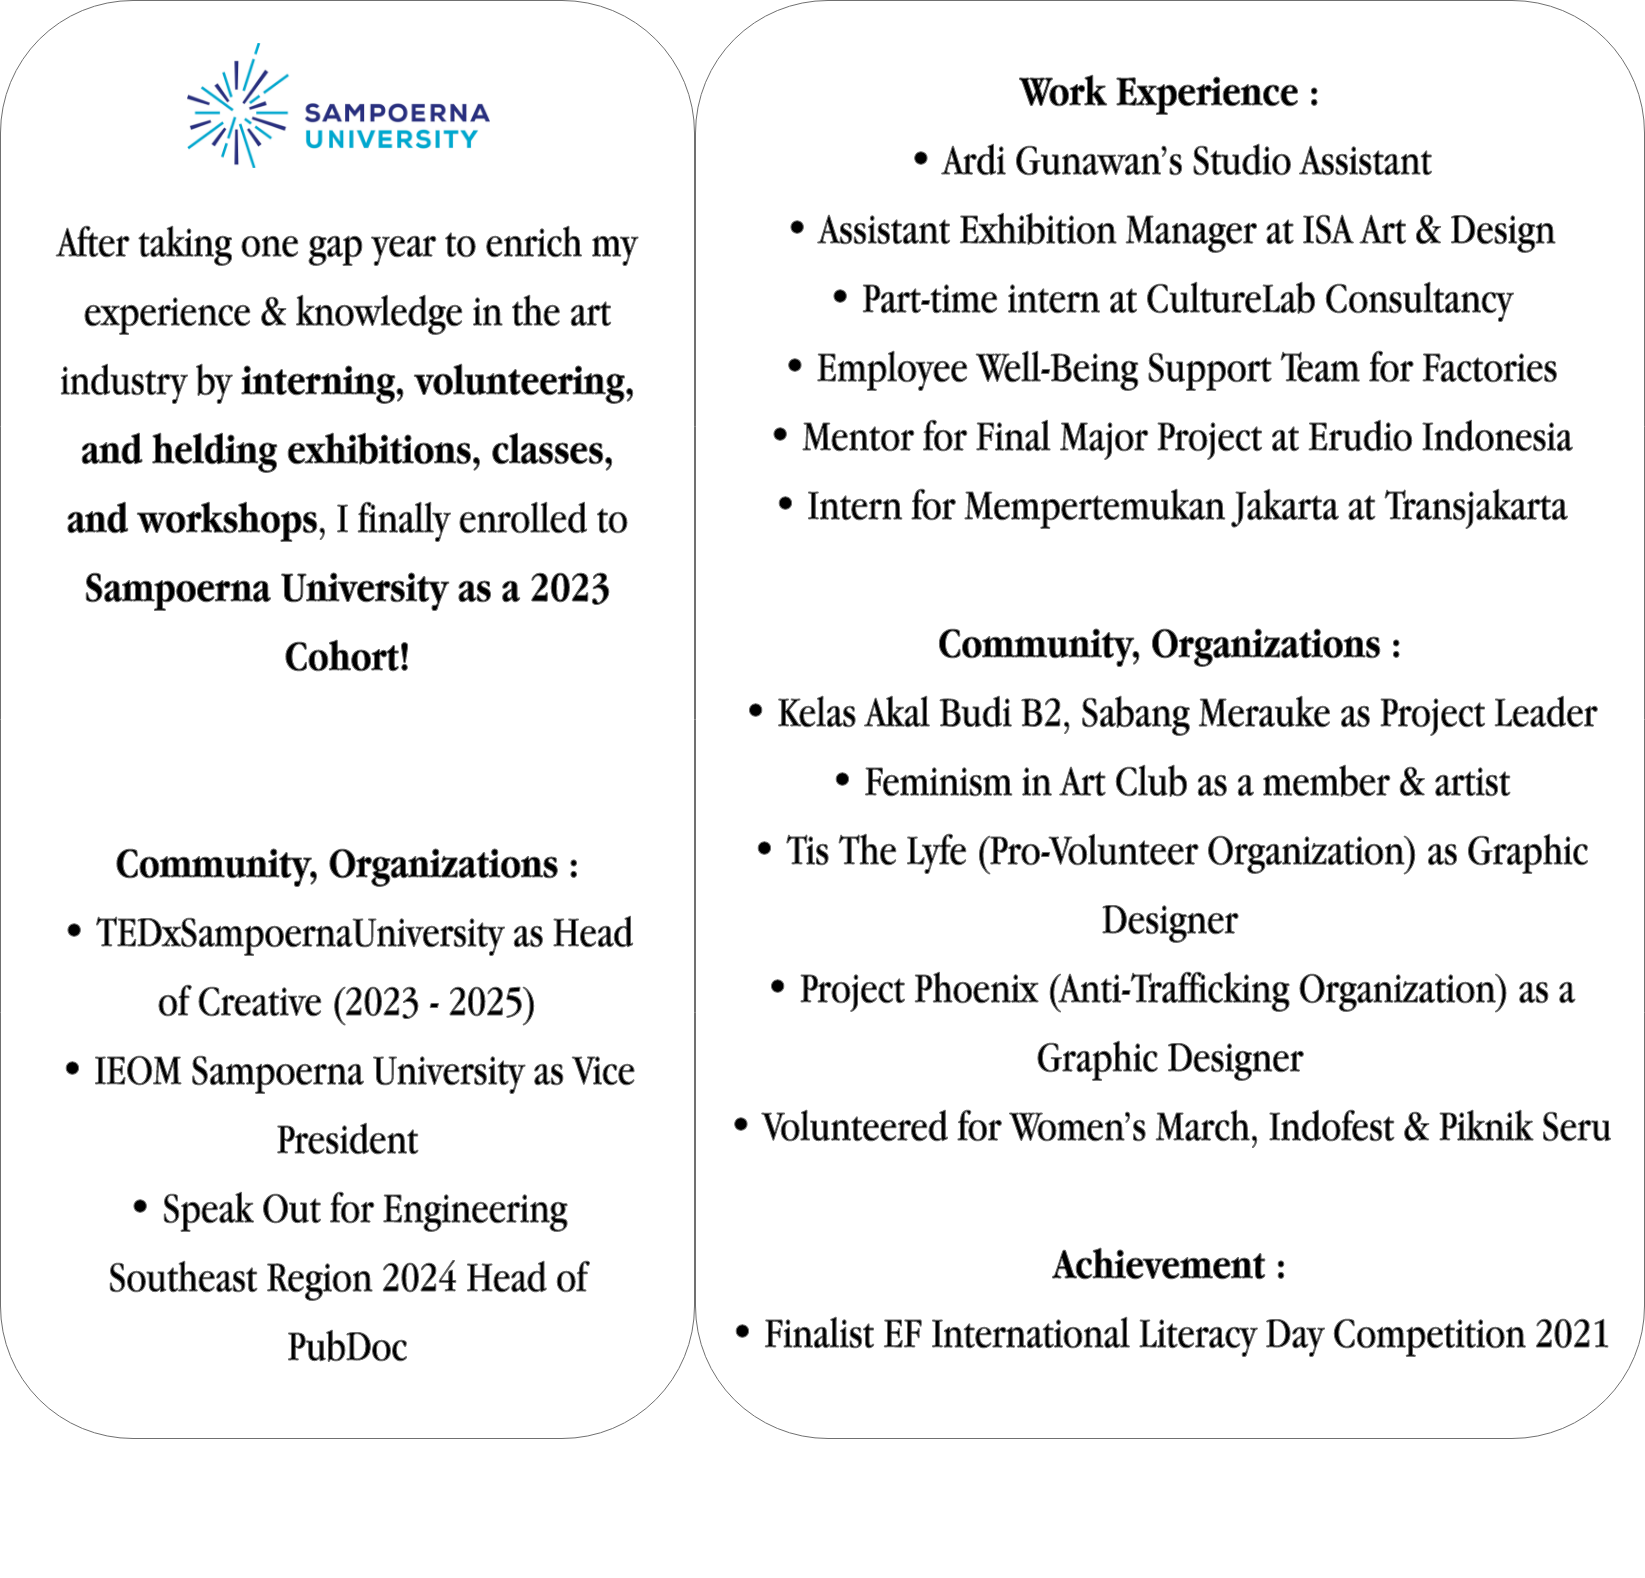 SAMPOERNA
UNIVERSITY
After taking one gap year to enrich my
experience & knowledge in the art
industry by interning, volunteering,
and helding exhibitions, classes,
and workshops, I finally enrolled to
Sampoerna University as a 2023
Cohort!
Community, Organizations :
• TEDxSampoernaUniversity as Head
of Creative (2023 - 2025)
• IEOM Sampoerna University as Vice
President
• Speak Out for Engineering
Southeast Region 2024 Head of
PubDoc
Work Experience :
• Ardi Gunawan’s Studio Assistant
• Assistant Exhibition Manager at ISA Art & Design
• Part-time intern at CultureLab Consultancy
• Employee Well-Being Support Team for Factories
• Mentor for Final Major Project at Erudio Indonesia
• Intern for Mempertemukan Jakarta at Transjakarta
Community, Organizations :
• Kelas Akal Budi B2, Sabang Merauke as Project Leader
• Feminism in Art Club as a member & artist
• Tis The Lyfe (Pro-Volunteer Organization) as Graphic
Designer
• Project Phoenix (Anti-Trafficking Organization) as a
Graphic Designer
• Volunteered for Women’s March, Indofest & Piknik Seru
Achievement :
• Finalist EF International Literacy Day Competition 2021